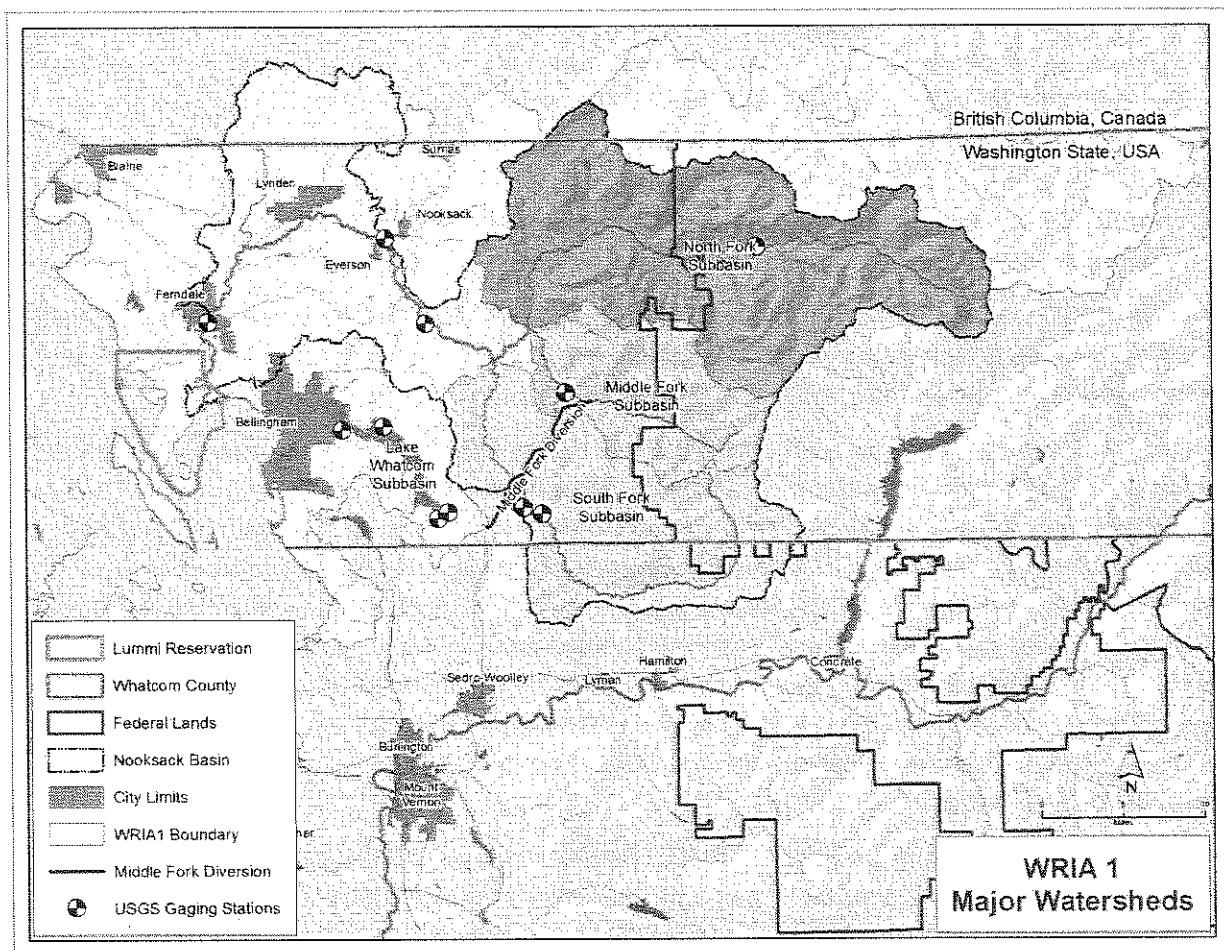 British Columbia, Canada
Washington State, USA
Blaine
Sumas
Lynden
Nooksack
Everson
North Fork
Subbasin
Ferndale
Middle Fork
Subbasin
Bellingham
Middle Fork Diversion
Lake
Whatcom
Subbasin
South Fork
Subbasin
Hamilton
Concrete
Lyman
Sedro-Woolley
Burlington
Mount
Vernon
Lummi Reservation
Whatcom County
Federal Lands
Nooksack Basin
City Limits
WRIA1 Boundary
Middle Fork Diversion
USGS Gaging Stations
N
WRIA 1
Major Watersheds